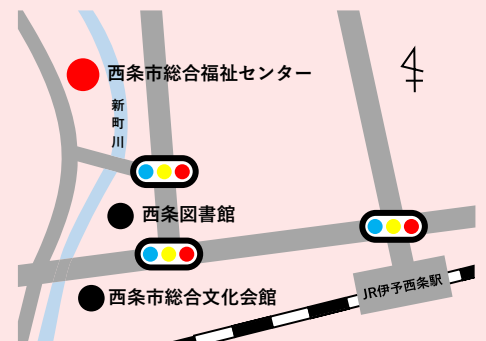 西条市総合福祉センター
新町川
西条図書館
西条市総合文化会館
JR伊予西条駅